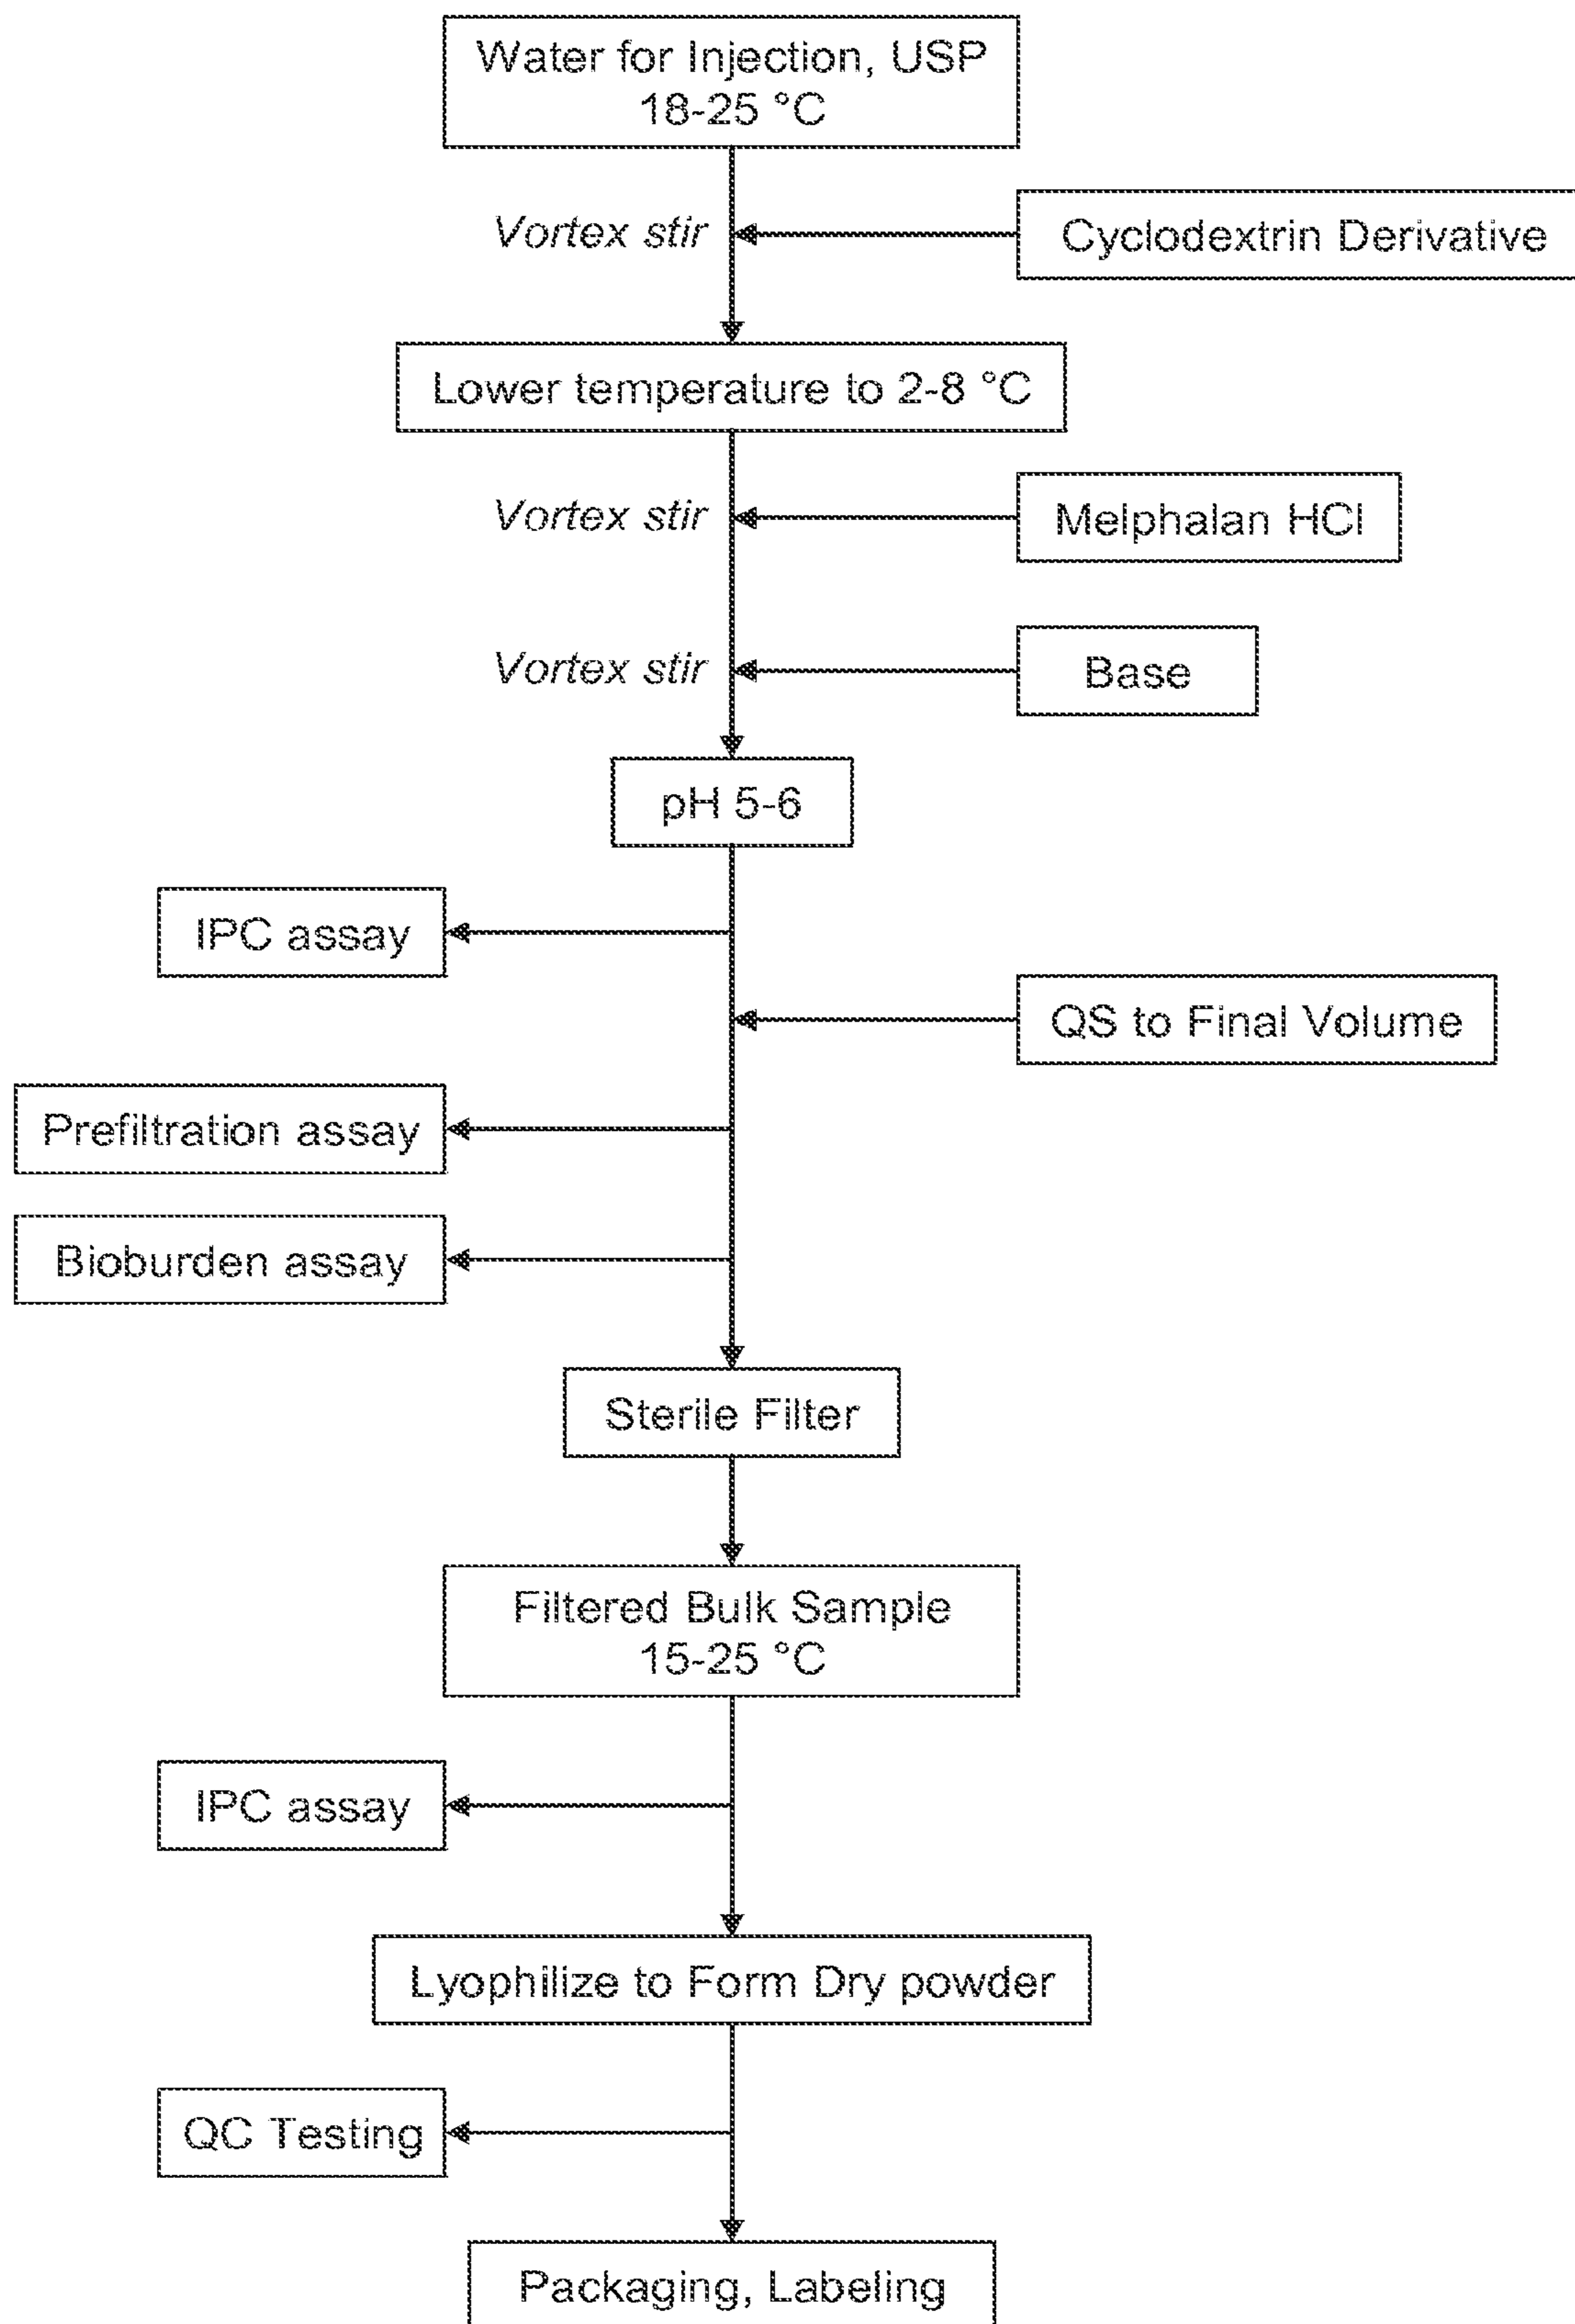 Water for Injection, USP
18-25 °C
Vortex stir
Cyclodextrin Derivative
Lower temperature to 2-8 °C
Vortex stir
Melphalan HCl
Vortex stir
Base
pH 5-6
IPC assay
QS to Final Volume
Prefiltration assay
Bioburden assay
Sterile Filter
Filtered Bulk Sample
15-25 °C
IPC assay
Lyophilize to Form Dry powder
QC Testing
Packaging, Labeling